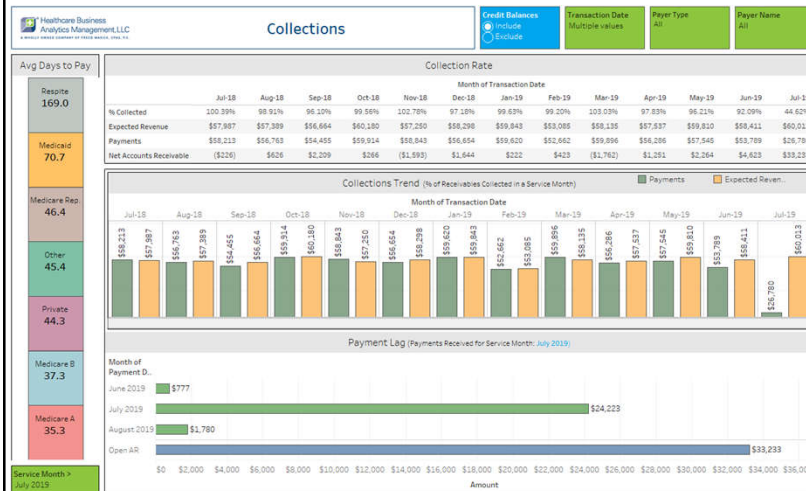 Healthcare Business
Analytics Management, LLC
Collections
Credit Balances
Include
Exclude
Transaction Date
Multiple values
Payer Type
All
Payer Name
All
Avg Days to Pay
Respite
169.0
Medicaid
70.7
Medicare Rep.
46.4
Other
45.4
Private
44.3
Medicare B
37.3
Medicare A
35.3
Service Month >
July 2019
Collection Rate
Month of Transaction Date
Jul-18 Aug-18 Sep-18 Oct-18 Nov-18 Dec-18 Jan-19 Feb-19 Mar-19 Apr-19 May-19 Jun-19 Jul-1
% Collected 100.39% 98.91% 96.10% 99.56% 102.78% 97.18% 99.63% 99.20% 103.03% 97.83% 96.21% 92.09% 44.62%
Expected Revenue $57,987 $57,389 $56,664 $60,180 $57,250 $58,298 $59,843 $53,085 $58,135 $57,537 $59,810 $58,411 $60,01
Payments $58,213 $56,763 $54,455 $59,914 $58,843 $56,654 $59,620 $52,662 $59,896 $56,286 $57,545 $53,789 $26,78
Net Accounts Receivable ($226) $626 $2,209 $266 ($1,593) $1,644 $222 $423 ($1,762) $1,251 $2,264 $4,623 $33,23
Collections Trend (% of Receivables Collected in a Service Month)
Payments
Expected Reven..
Month of Transaction Date
Jul-18 Aug-18 Sep-18 Oct-18 Nov-18 Dec-18 Jan-19 Feb-19 Mar-19 Apr-19 May-19 Jun-19 Jul-19
$58,213 $57,987 $56,763 $57,389 $54,455 $56,664 $59,914 $60,180 $58,843 $57,250 $56,654 $58,298 $59,620 $59,843 $52,662 $53,085 $59,896 $58,135 $56,286 $57,537 $57,545 $59,810 $53,789 $58,411 $26,780 $60,013
Payment Lag (Payments Received for Service Month: July 2019)
Month of
Payment D..
June 2019 $777
July 2019 $24,223
August 2019 $1,780
Open AR $33,233
$0 $2,000 $4,000 $6,000 $8,000 $10,000 $12,000 $14,000 $16,000 $18,000 $20,000 $22,000 $24,000 $26,000 $28,000 $30,000 $32,000 $34,000 $36,00
Amount